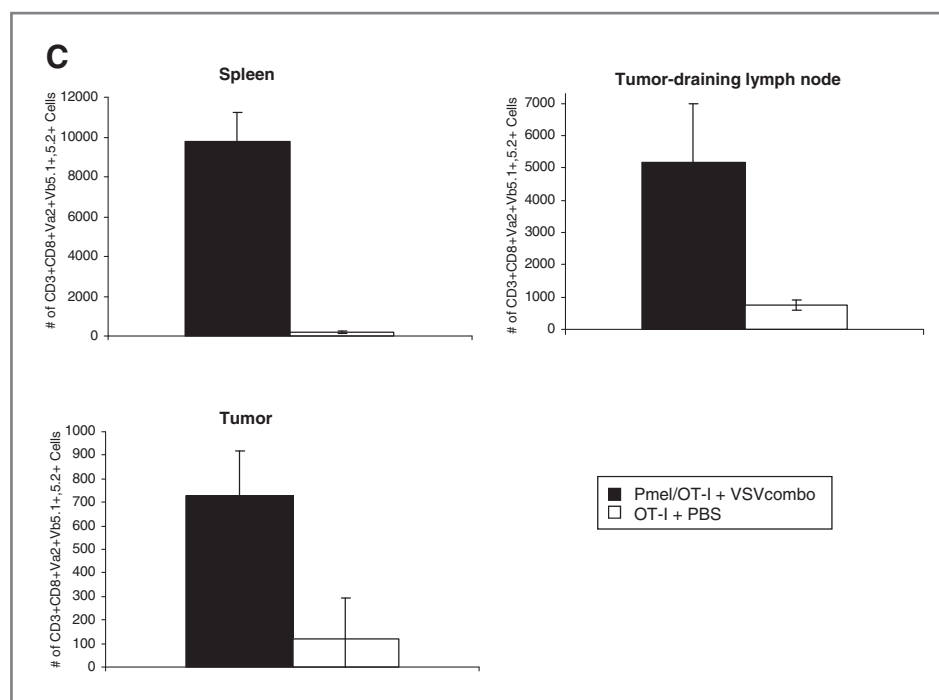 C
Spleen
# of CD3+CD8+Va2+Vb5.1+,5.2+ Cells
12000
10000
8000
6000
4000
2000
0
Tumor-draining lymph node
# of CD3+CD8+Va2+Vb5.1+,5.2+ Cells
7000
6000
5000
4000
3000
2000
1000
0
Tumor
# of CD3+CD8+Va2+Vb5.1+,5.2+ Cells
1000
900
800
700
600
500
400
300
200
100
0
Pmel/OT-I + VSVcombo
OT-I + PBS